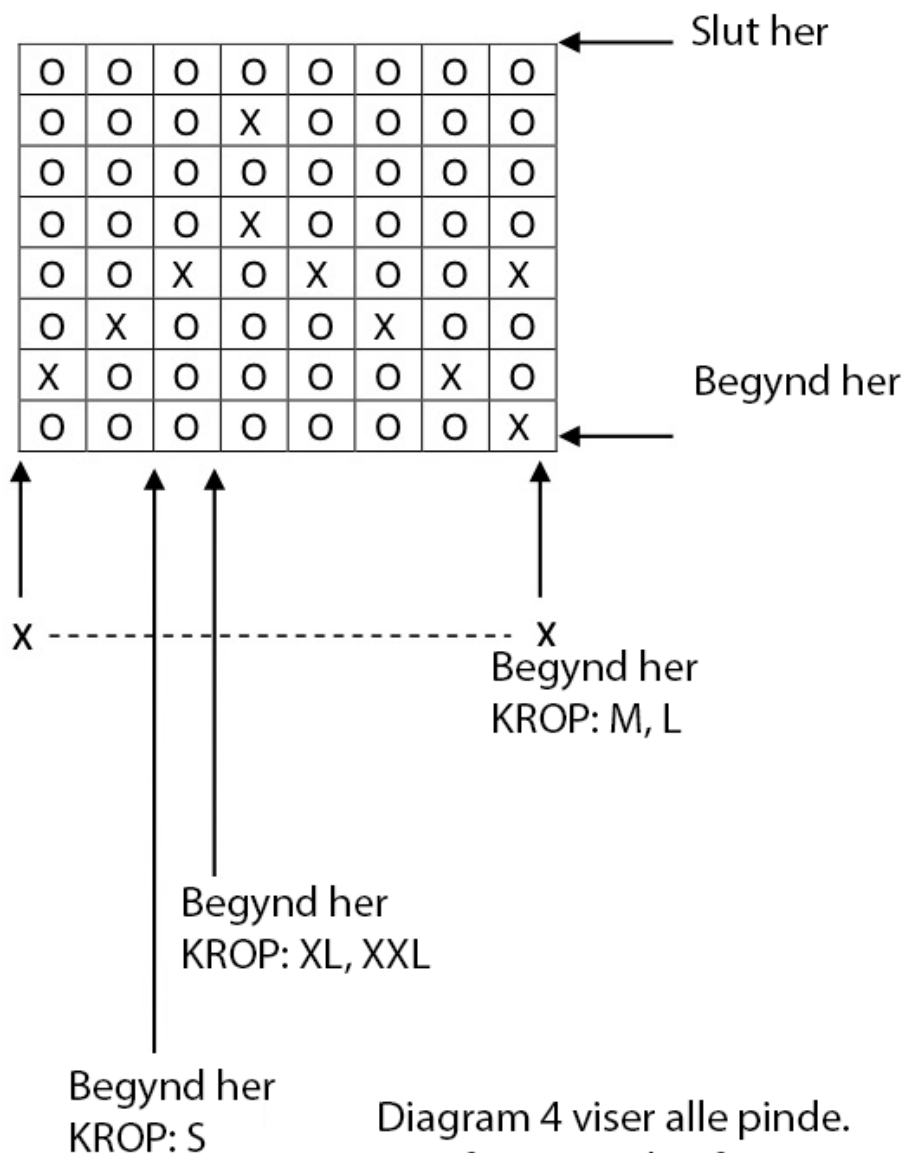 Slut her
O O O O O O O O
O O O X O O O O
O O O O O O O O
O O O X O O O O
O O X O X O O X
O X O O O X O O
X O O O O O X O
O O O O O O O X
Begynd her
X X
Begynd her
KROP: M, L
Begynd her
KROP: XL, XXL
Begynd her
KROP: S
Diagram 4 viser alle pinde.